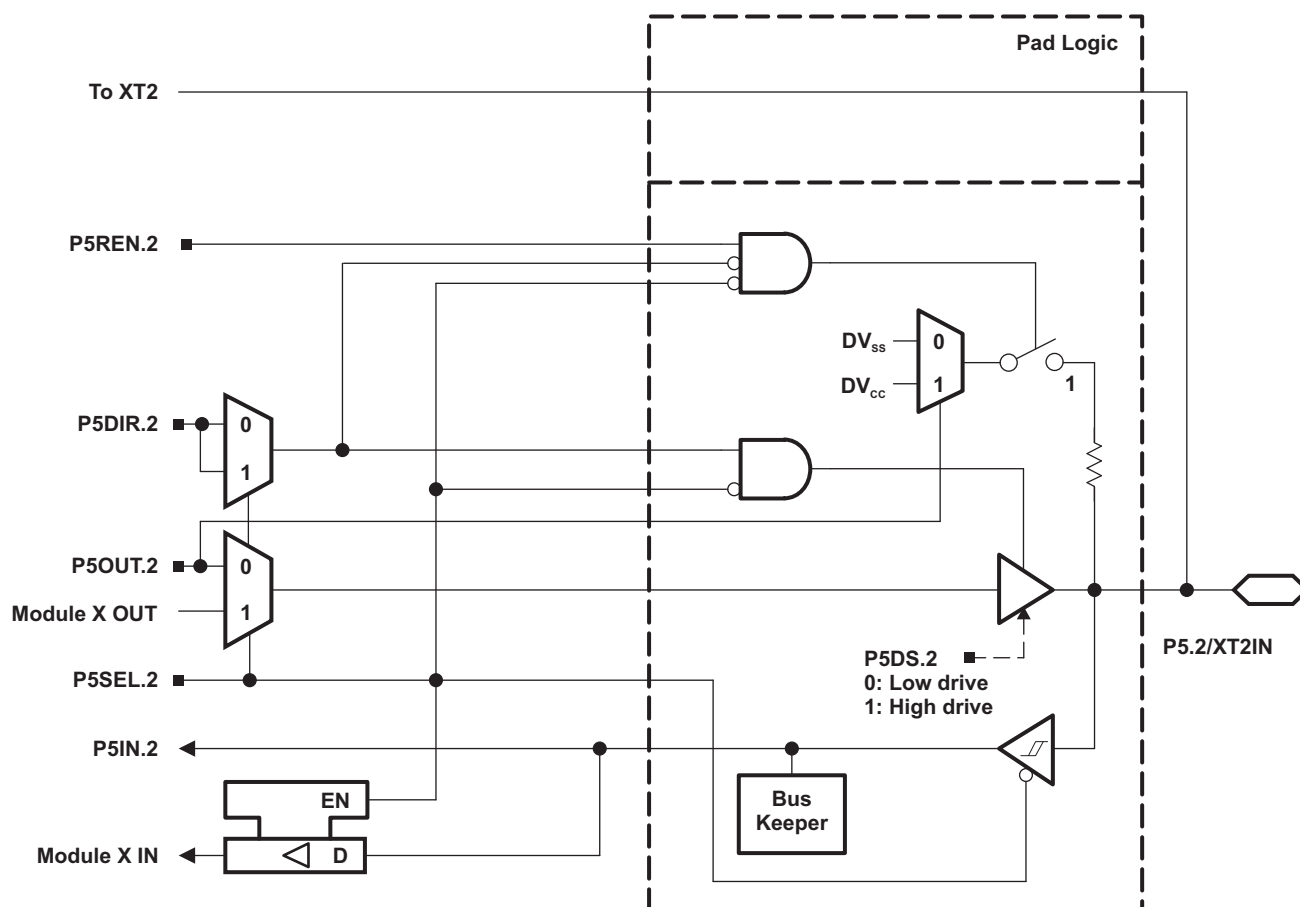 Pad Logic
To XT2
P5REN.2
DVSS
0
DVCC
1
1
P5DIR.2
0
1
P5OUT.2
0
Module X OUT
1
P5DS.2
0: Low drive
1: High drive
P5.2/XT2IN
P5SEL.2
P5IN.2
Bus
Keeper
EN
Module X IN
D